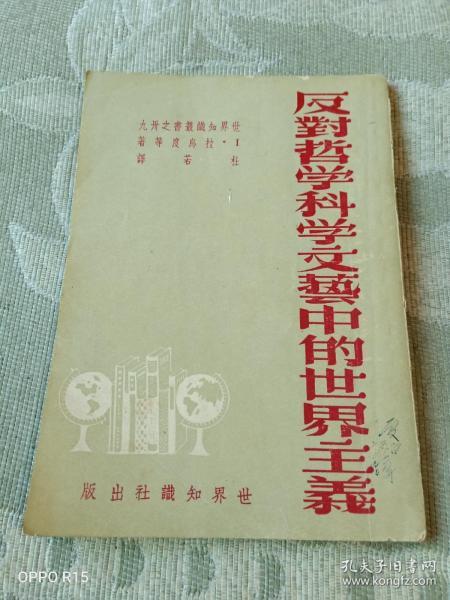 反對哲学科学文藝中的世界主義
世界知識叢書之卅九
I·拉烏度等著
杜若譯
世界知識社出版
OPPO R15
孔夫子旧书网
www.kongfz.com